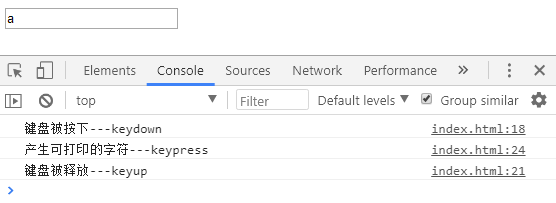 a
Elements Console Sources Network Performance »
top ▼ Filter Default levels ▼ Group similar
键盘被按下---keydown index.html:18
产生可打印的字符---keypress index.html:24
键盘被释放---keyup index.html:21
>